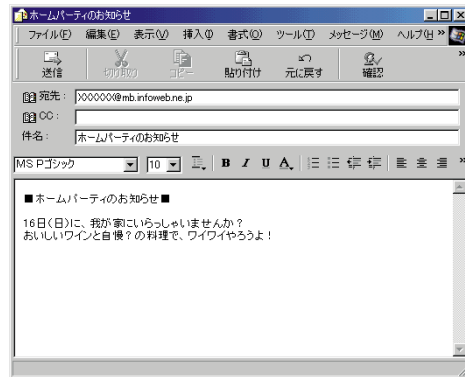 ホームパーティのお知らせ
ファイル(F) 編集(E) 表示(V) 挿入(I) 書式(O) ツール(T) メッセージ(M) ヘルプ(H) »
送信 切り取り コピー 貼り付け 元に戻す 確認 »
宛先: XXXXXX@mb.infoweb.ne.jp
CC:
件名: ホームパーティのお知らせ
MS Pゴシック 10 B I U A »
■ホームパーティのお知らせ■
16日(日)に、我が家にいらっしゃいませんか?
おいしいワインと自慢?の料理で、ワイワイやろうよ!